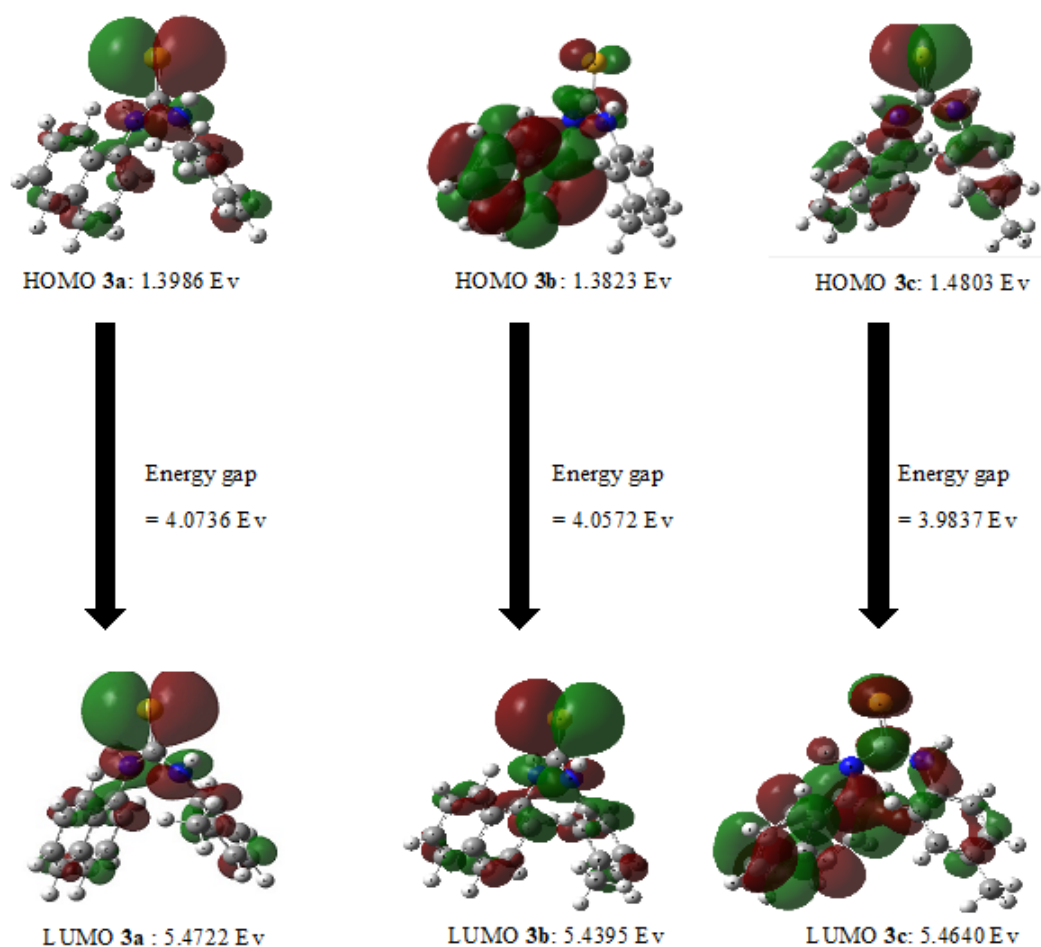 HOMO 3a: 1.3986 Ev
HOMO 3b: 1.3823 Ev
HOMO 3c: 1.4803 Ev
Energy gap
= 4.0736 Ev
Energy gap
= 4.0572 Ev
Energy gap
= 3.9837 Ev
LUMO 3a : 5.4722 Ev
LUMO 3b: 5.4395 Ev
LUMO 3c: 5.4640 Ev